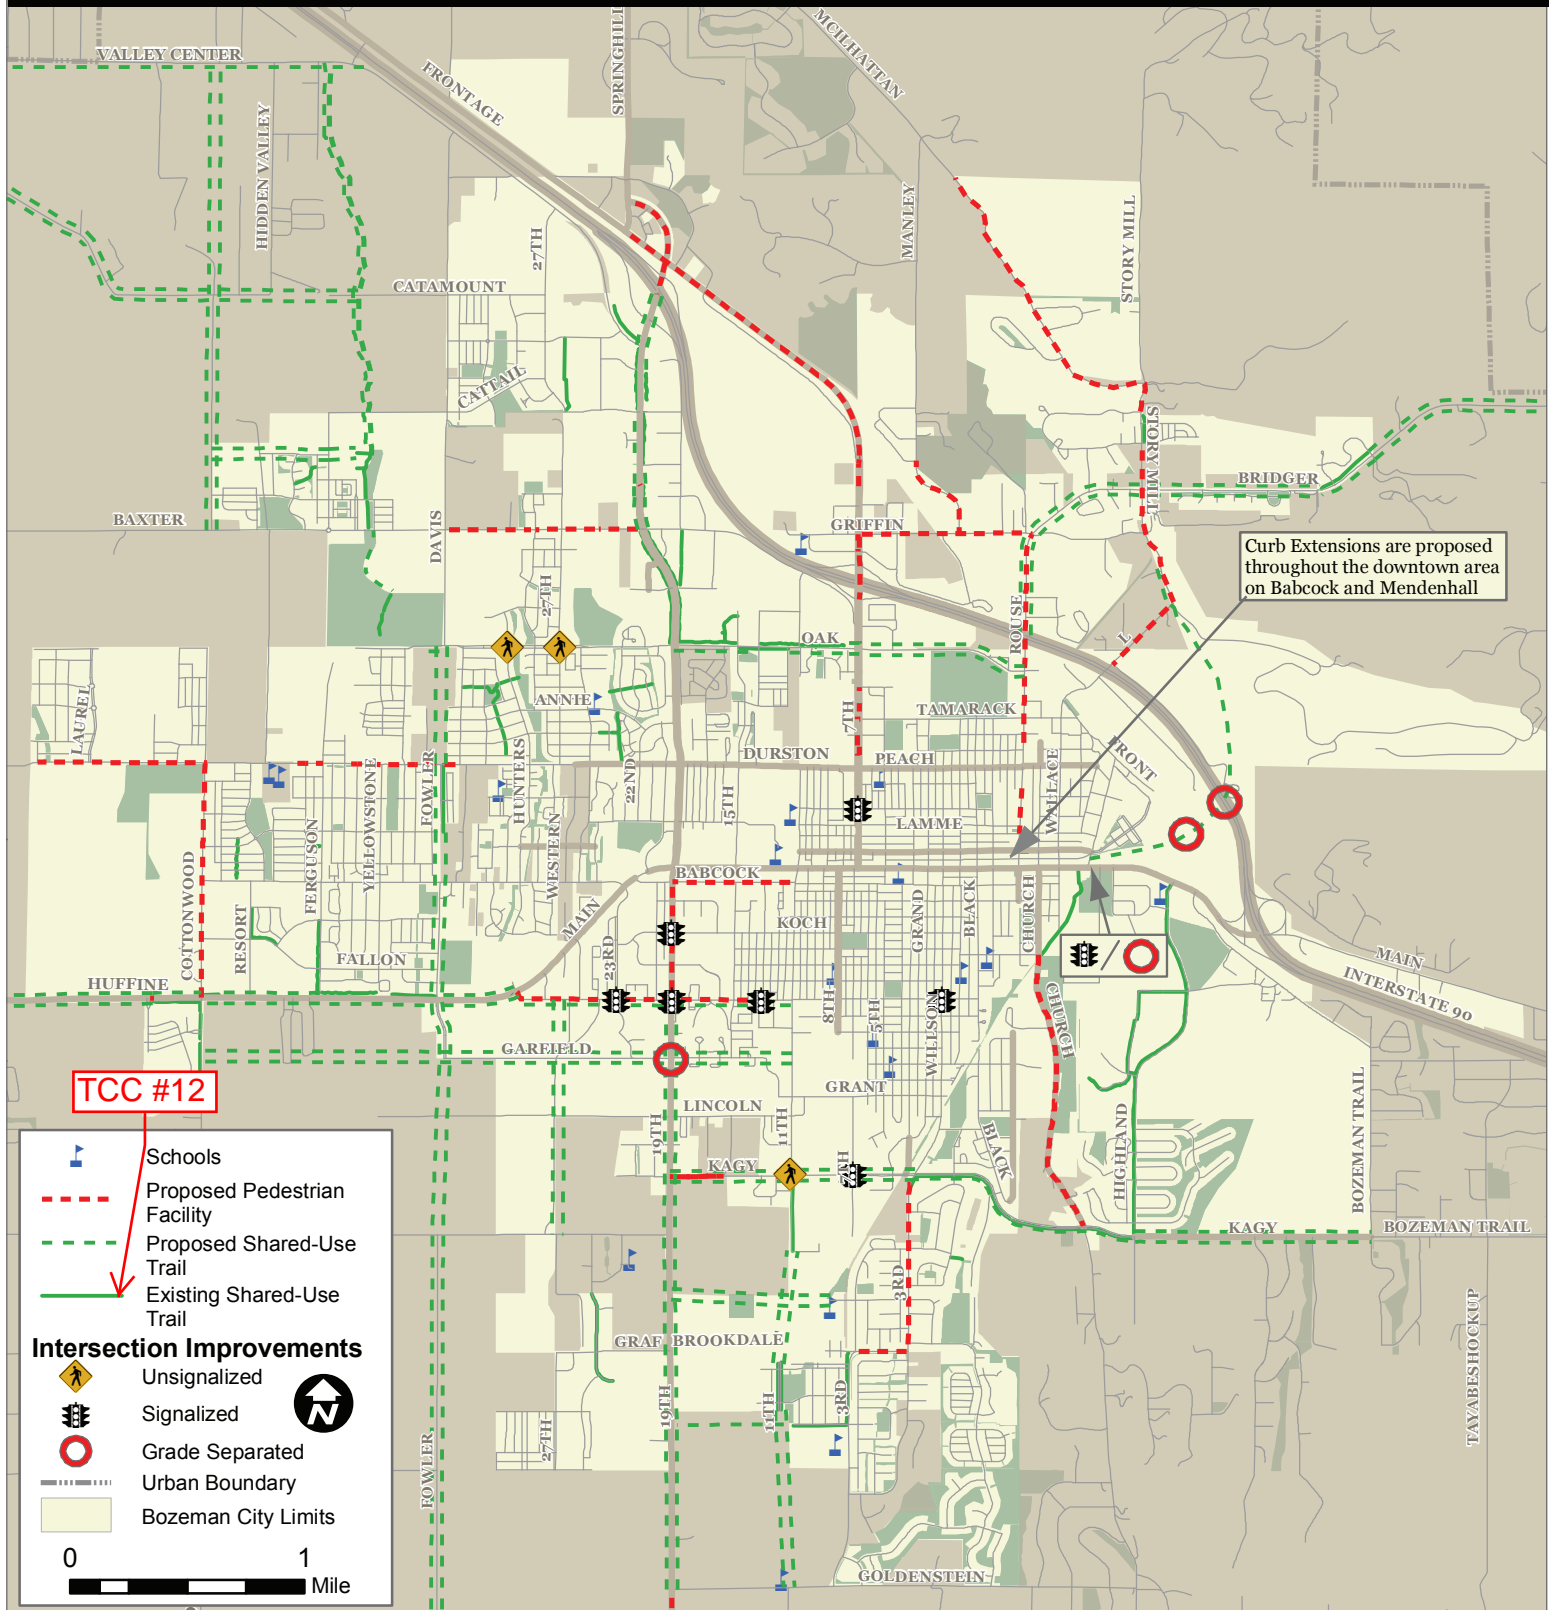 VALLEY CENTER
FRONTAGE
SPRINGHILL
MCILHATTAN
HIDDEN VALLEY
27TH
MANLEY
STORY MILL
CATAMOUNT
CATTAIL
STORY MILL
BRIDGER
BAXTER
DAVIS
GRIFFIN
Curb Extensions are proposed
throughout the downtown area
on Babcock and Mendenhall
27TH
ROUSE
L
OAK
LAUREL
ANNIE
7TH
TAMARACK
FRONT
DURSTON
PEACH
FOWLER
HUNTERS
22ND
15TH
WALLACE
YELLOWSTONE
FERGUSON
WESTERN
LAMME
COTTONWOOD
BABCOCK
RESORT
MAIN
KOCH
GRAND
BLACK
CHURCH
23RD
FALLON
HUFFINE
MAIN
INTERSTATE 90
8TH
5TH
WILLSON
CHURCH
GARFIELD
GRANT
TCC #12
LINCOLN
19TH
11TH
BLACK
HIGHLAND
BOZEMAN TRAIL
KAGY
7TH
KAGY
BOZEMAN TRAIL
3RD
GRAF
BROOKDALE
19TH
11TH
3RD
27TH
FOWLER
TAYABESHOCKUP
GOLDENSTEIN
Schools
Proposed Pedestrian
Facility
Proposed Shared-Use
Trail
Existing Shared-Use
Trail
Intersection Improvements
Unsignalized
Signalized
N
Grade Separated
Urban Boundary
Bozeman City Limits
0 1
Mile